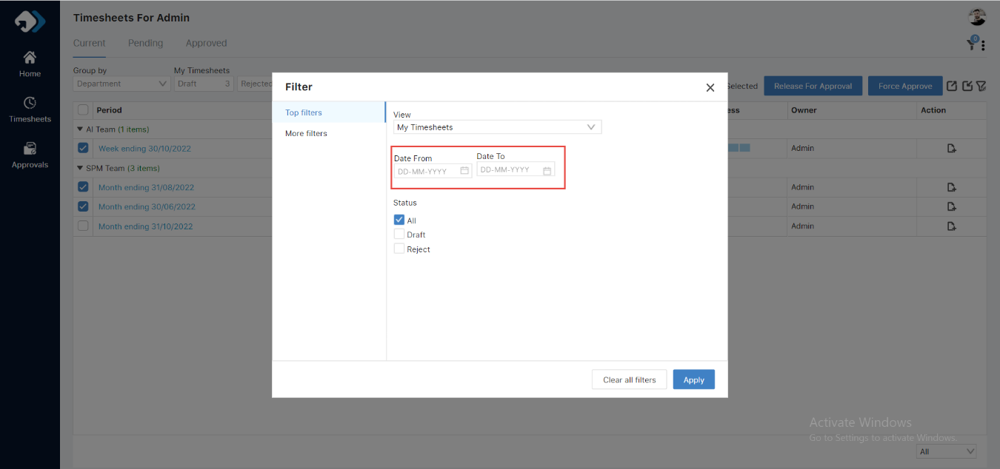 Timesheets For Admin
Current Pending Approved
0
Home
Timesheets
Approvals
Group by My Timesheets
Department Draft 3 Rejected
Selected Release For Approval Force Approve
Period Owner Action
AI Team (1 items)
Week ending 30/10/2022 Admin
SPM Team (3 items)
Month ending 31/08/2022 Admin
Month ending 30/06/2022 Admin
Month ending 31/10/2022 Admin
Filter
Top filters
More filters
View
My Timesheets
Date From Date To
DD-MM-YYYY DD-MM-YYYY
Status
All
Draft
Reject
Clear all filters Apply
Activate Windows
Go to Settings to activate Windows.
All